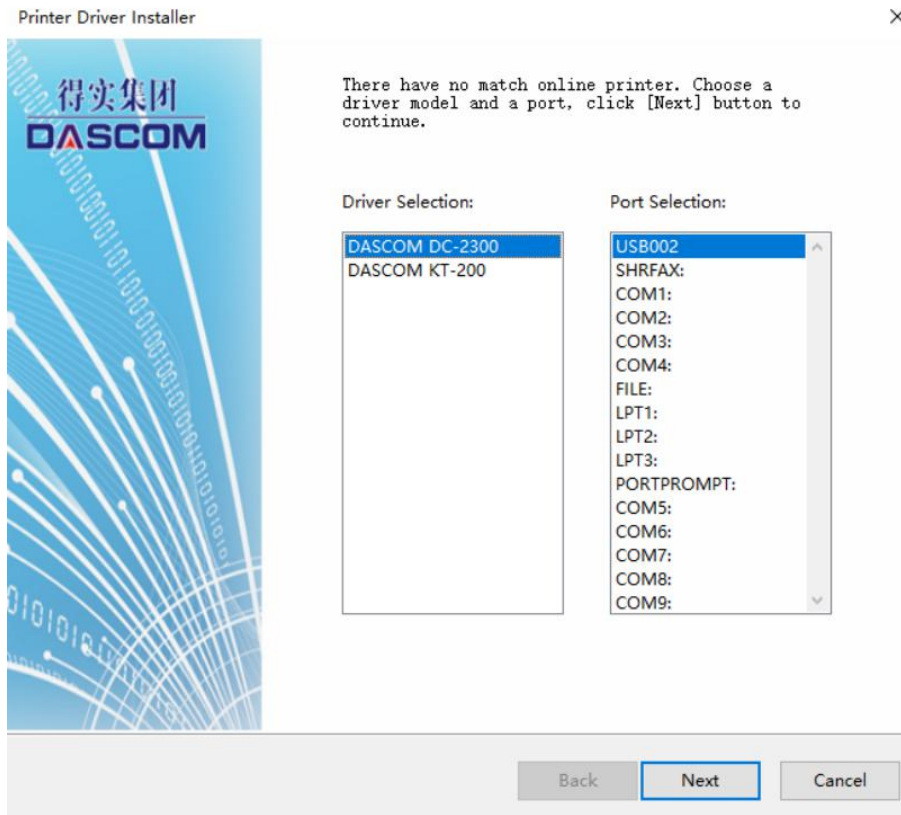 Printer Driver Installer
得实集团
DASCOM
There have no match online printer. Choose a
driver model and a port, click [Next] button to
continue.
Driver Selection:
DASCOM DC-2300
DASCOM KT-200
Port Selection:
USB002
SHRFAX:
COM1:
COM2:
COM3:
COM4:
FILE:
LPT1:
LPT2:
LPT3:
PORTPROMPT:
COM5:
COM6:
COM7:
COM8:
COM9:
Back
Next
Cancel